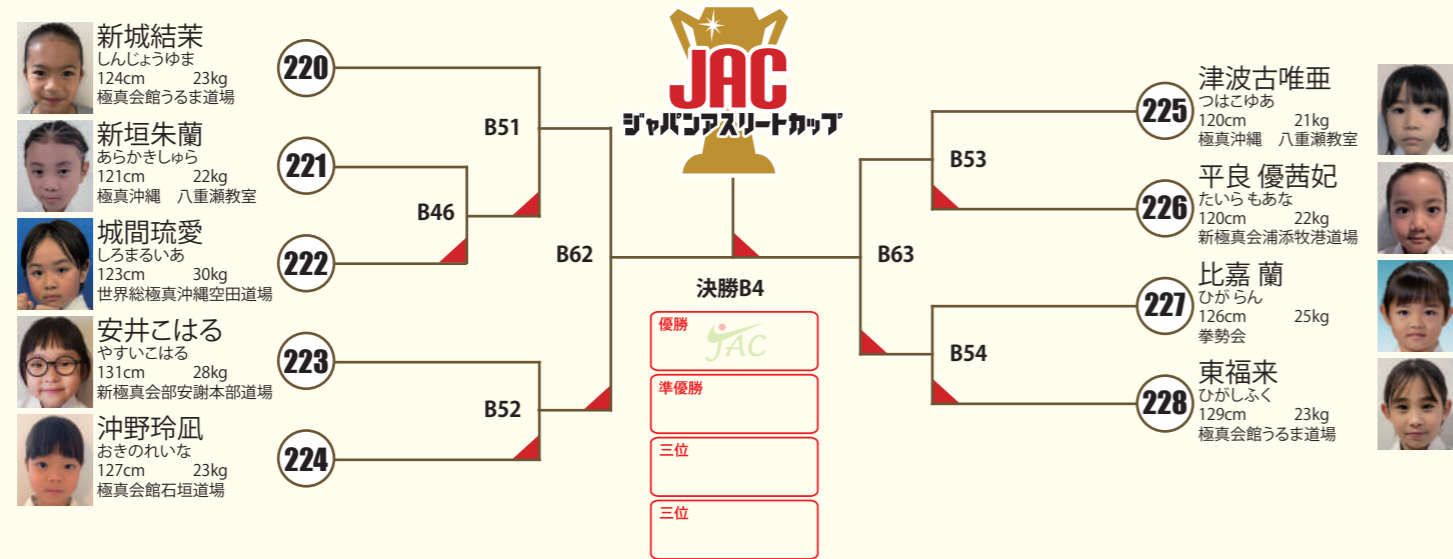 新城結茉
しんじょうゆま
124cm 23kg
極真会館うるま道場
220
新垣朱蘭
あらかきしゅら
121cm 22kg
極真沖縄 八重瀬教室
221
城間琉愛
しろまるいあ
123cm 30kg
世界総極真沖縄空田道場
222
安井こはる
やすいこはる
131cm 28kg
新極真会部安謝本部道場
223
沖野玲凪
おきのれいな
127cm 23kg
極真会館石垣道場
224
B51
B46
B62
B52
JAC
ジャパンアスリートカップ
決勝B4
優勝
JAC
準優勝
三位
三位
B53
B63
B54
津波古唯亜
つはこゆあ
120cm 21kg
極真沖縄 八重瀬教室
225
平良 優茜妃
たいら もあな
120cm 22kg
新極真会浦添牧港道場
226
比嘉 蘭
ひが らん
126cm 25kg
拳勢会
227
東福来
ひがしふく
129cm 23kg
極真会館うるま道場
228